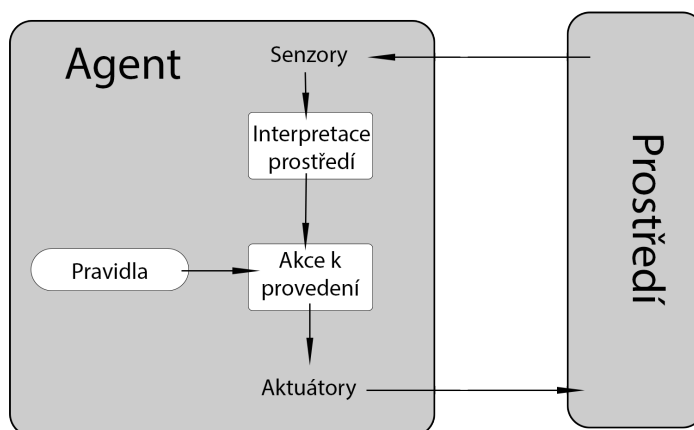 Agent
Senzory
Interpretace
prostředí
Pravidla
Akce k
provedení
Aktuátory
Prostředí